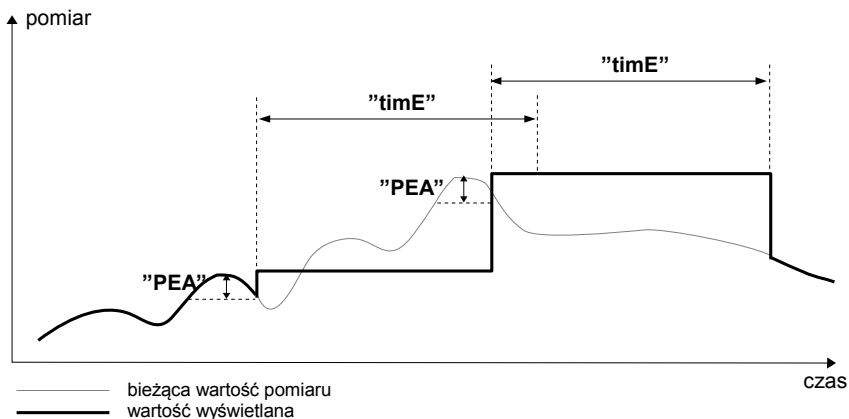 pomiar
”timE”
”timE”
”PEA”
”PEA”
czas
bieżąca wartość pomiaru
wartość wyświetlana